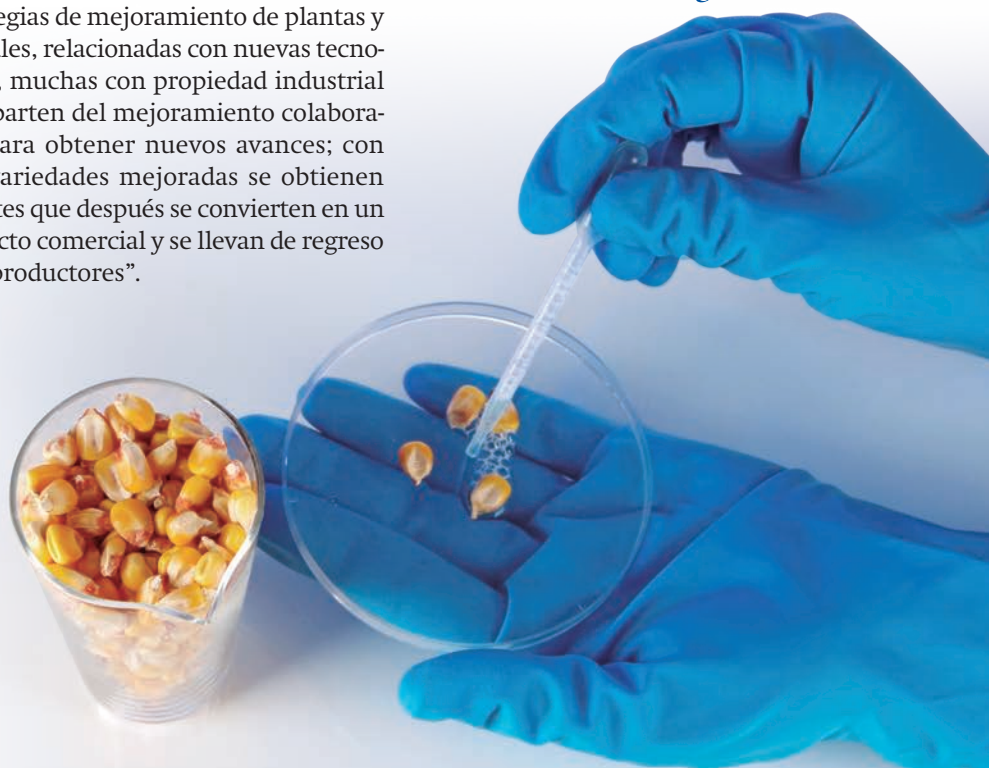 egias de mejoramiento de plantas y
les, relacionadas con nuevas tecno-
, muchas con propiedad industrial
parten del mejoramiento colabora-
ara obtener nuevos avances; con
ariedades mejoradas se obtienen
tes que después se convierten en un
cto comercial y se llevan de regreso
productores”.